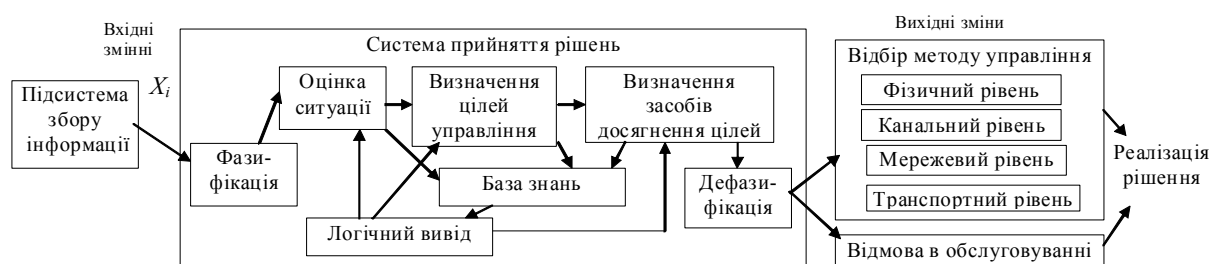 Вхідні
змінні
X_i
Підсистема
збору
інформації
Система прийняття рішень
Оцінка
ситуації
Визначення
цілей
управління
Визначення
засобів
досягнення цілей
Фази-
фікація
База знань
Логічний вивід
Дефази-
фікація
Вихідні зміни
Відбір методу управління
Фізичний рівень
Канальний рівень
Мережевий рівень
Транспортний рівень
Відмова в обслуговуванні
Реалізація
рішення